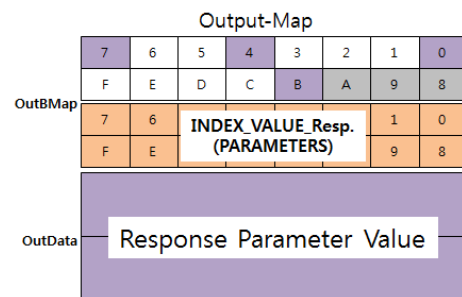 Output-Map
7 6 5 4 3 2 1 0
F E D C B A 9 8
OutBMap
7 6 INDEX_VALUE_Resp. 1 0
F E (PARAMETERS) 9 8
OutData Response Parameter Value